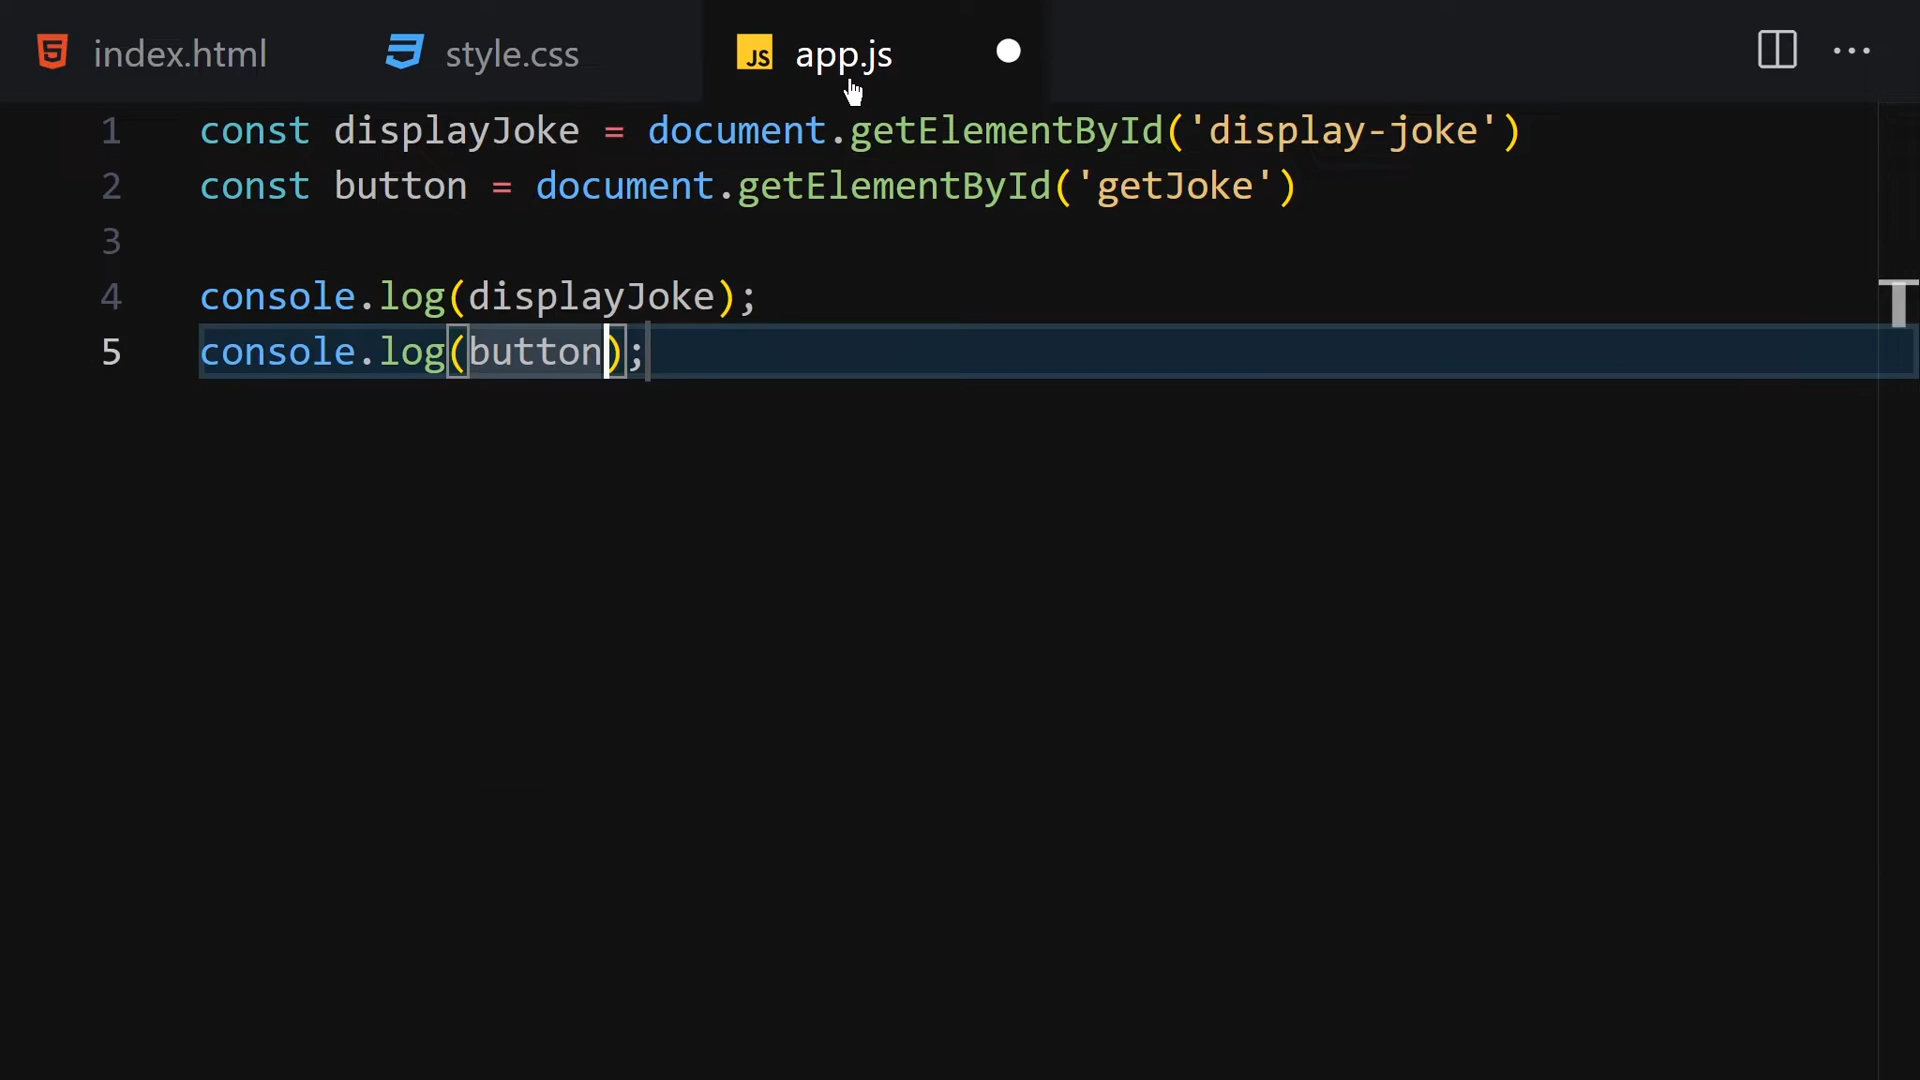 index.html
style.css
JS app.js
1 const displayJoke = document.getElementById('display-joke')
2 const button = document.getElementById('getJoke')
3
4 console.log(displayJoke);
5 console.log(button);